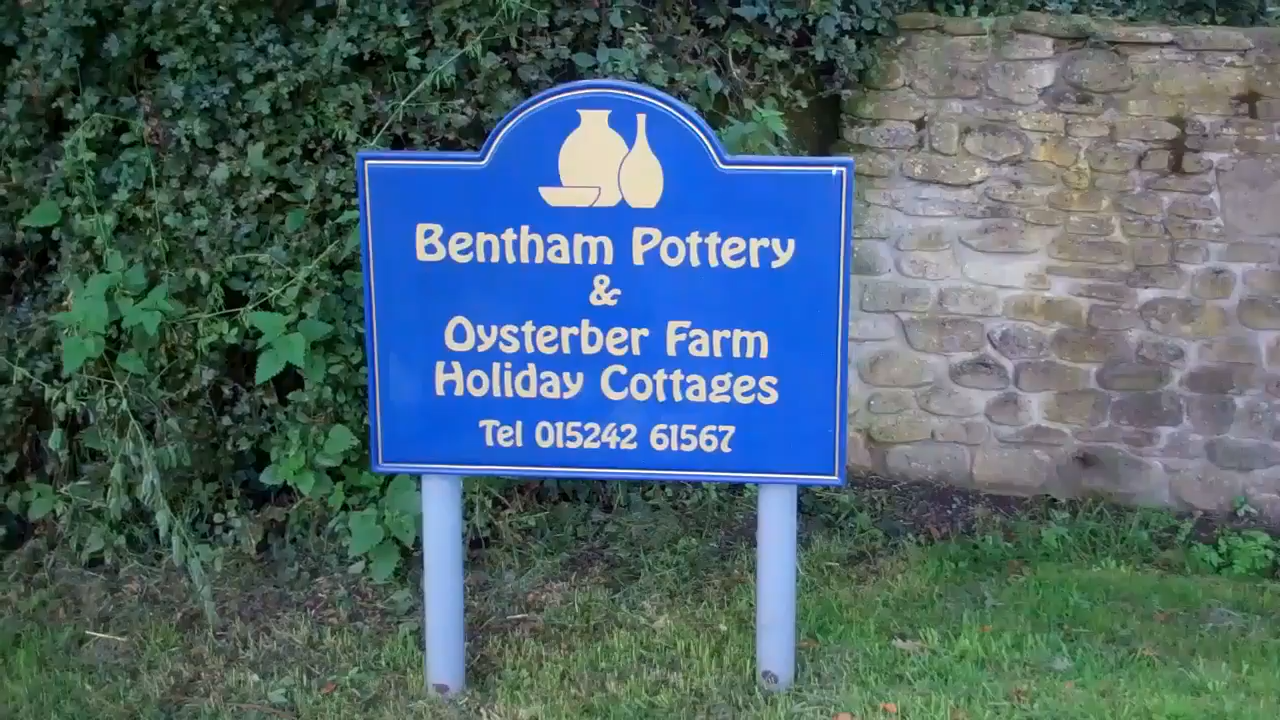 Bentham Pottery
&
Oysterber Farm
Holiday Cottages
Tel 015242 61567